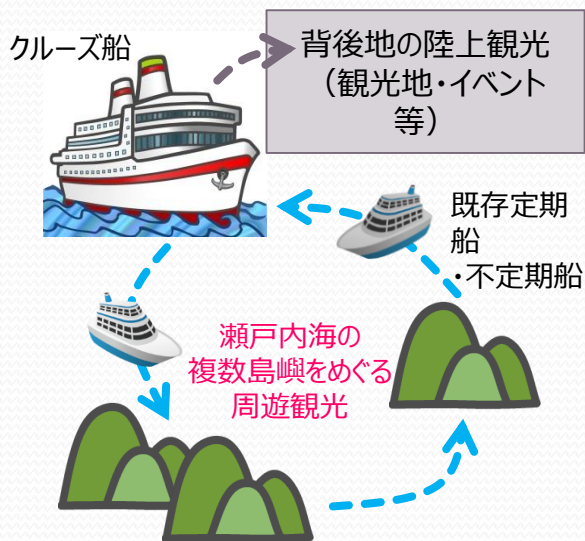 クルーズ船
背後地の陸上観光
（観光地・イベント
等）
既存定期
船
・不定期船
瀬戸内海の
複数島嶼をめぐる
周遊観光